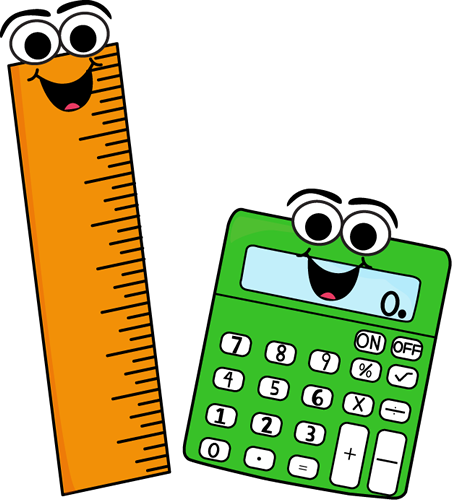 0.
ON OFF
7 8 9 % ✓
4 5 6 X ÷
1 2 3 + −
0 . =